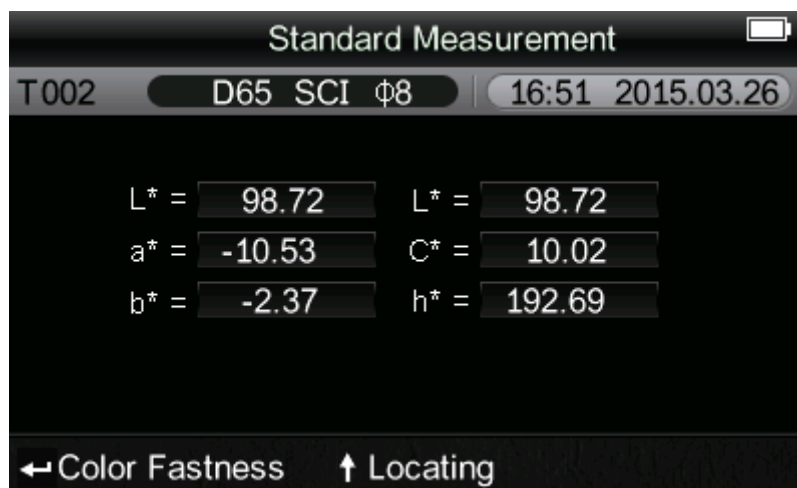 Standard Measurement
T002 D65 SCI Φ8 16:51 2015.03.26
L* = 98.72 L* = 98.72
a* = -10.53 C* = 10.02
b* = -2.37 h* = 192.69
Color Fastness Locating